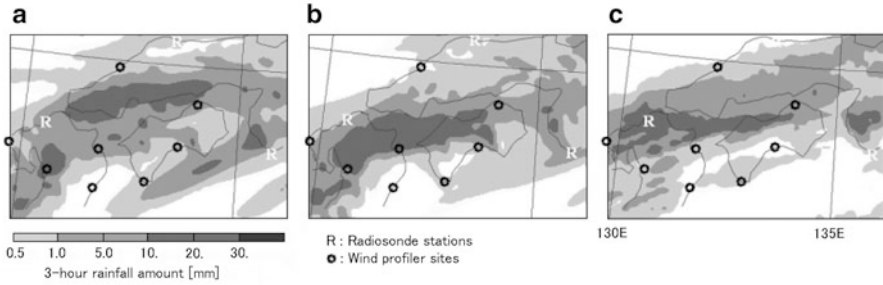 a
b
c
R
R
R
R
R
R
R
R
0.5 1.0 5.0 10. 20. 30.
3-hour rainfall amount [mm]
R : Radiosonde stations
: Wind profiler sites
130E
135E